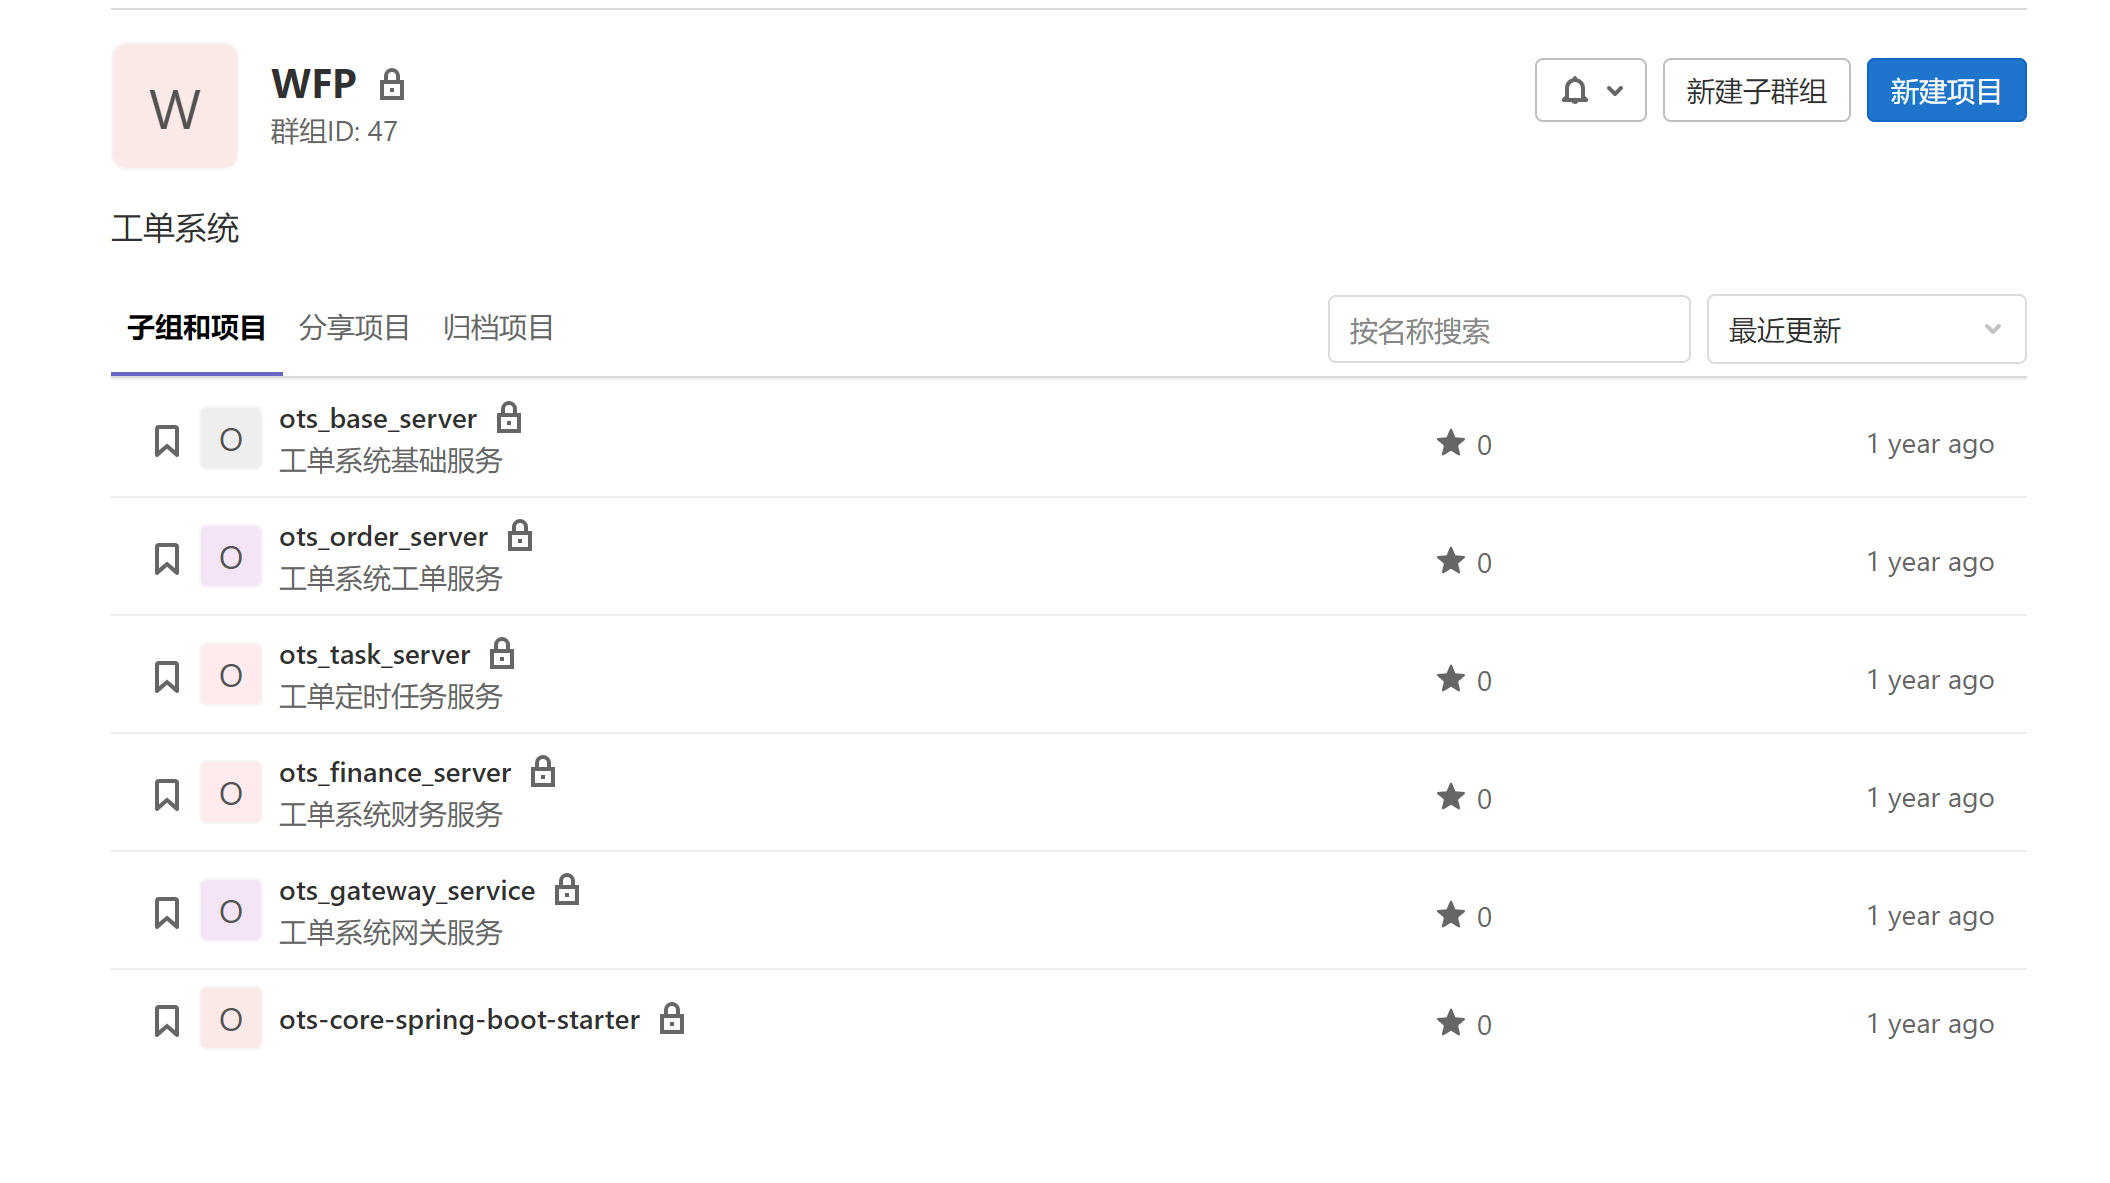 W
WFP
群组ID: 47
新建子群组
新建项目
工单系统
子组和项目 分享项目 归档项目
按名称搜索
最近更新
O ots_base_server
工单系统基础服务
0
1 year ago
O ots_order_server
工单系统工单服务
0
1 year ago
O ots_task_server
工单定时任务服务
0
1 year ago
O ots_finance_server
工单系统财务服务
0
1 year ago
O ots_gateway_service
工单系统网关服务
0
1 year ago
O ots-core-spring-boot-starter
0
1 year ago